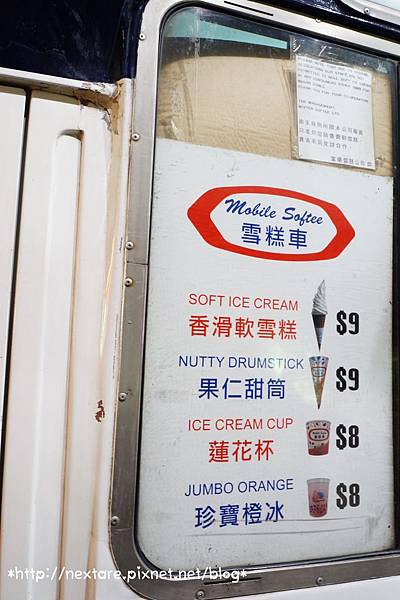 Mobile Softee
雪糕車
SOFT ICE CREAM
香滑軟雪糕
$9
NUTTY DRUMSTICK
果仁甜筒
$9
ICE CREAM CUP
蓮花杯
$8
JUMBO ORANGE
珍寶橙冰
$8
THE MANAGEMENT
*http://nextare.pixnet.net/blog*